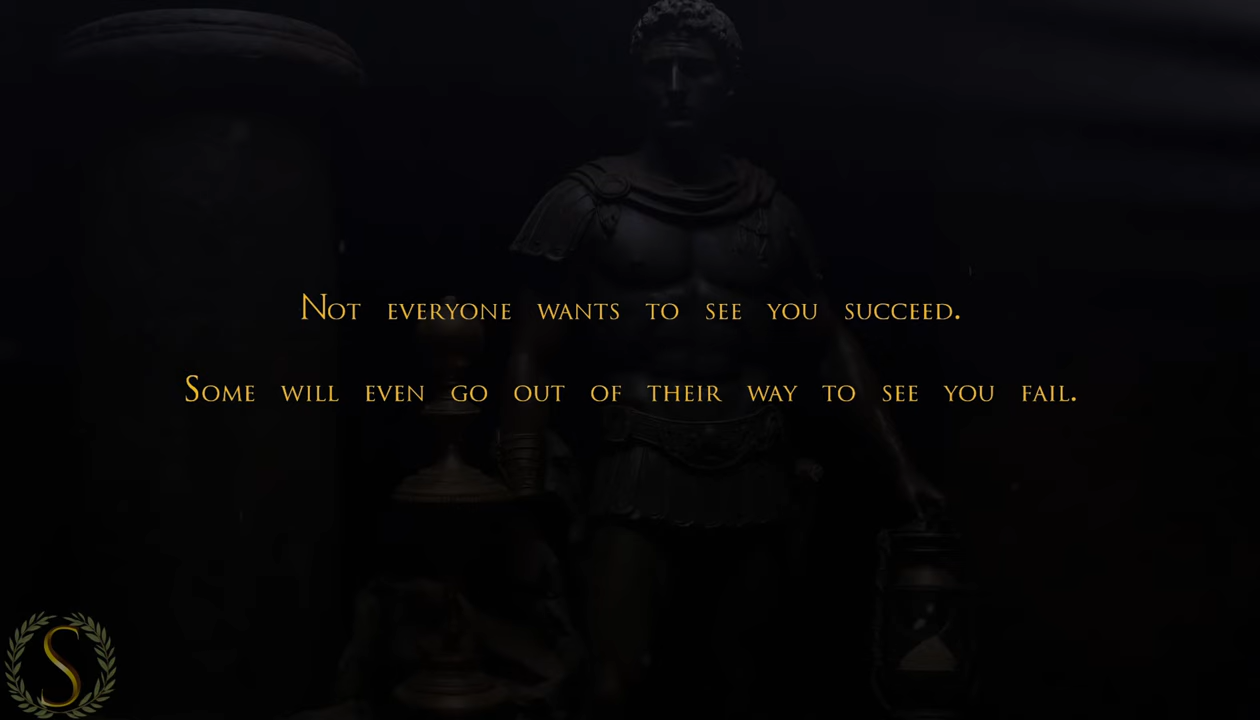 Not everyone wants to see you succeed.
Some will even go out of their way to see you fail.
S